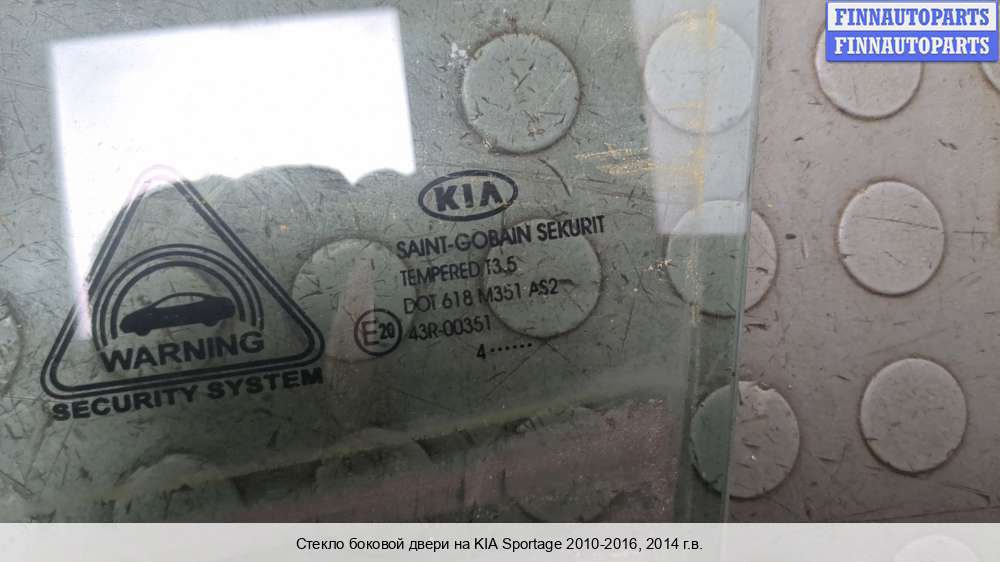 FINNAUTOPARTS
FINNAUTOPARTS
KIA
SAINT-GOBAIN SEKURIT
TEMPERED T3.5
DOT 618 M351 AS2
E20 43R-00351
4······
WARNING
SECURITY SYSTEM
Стекло боковой двери на KIA Sportage 2010-2016, 2014 г.в.